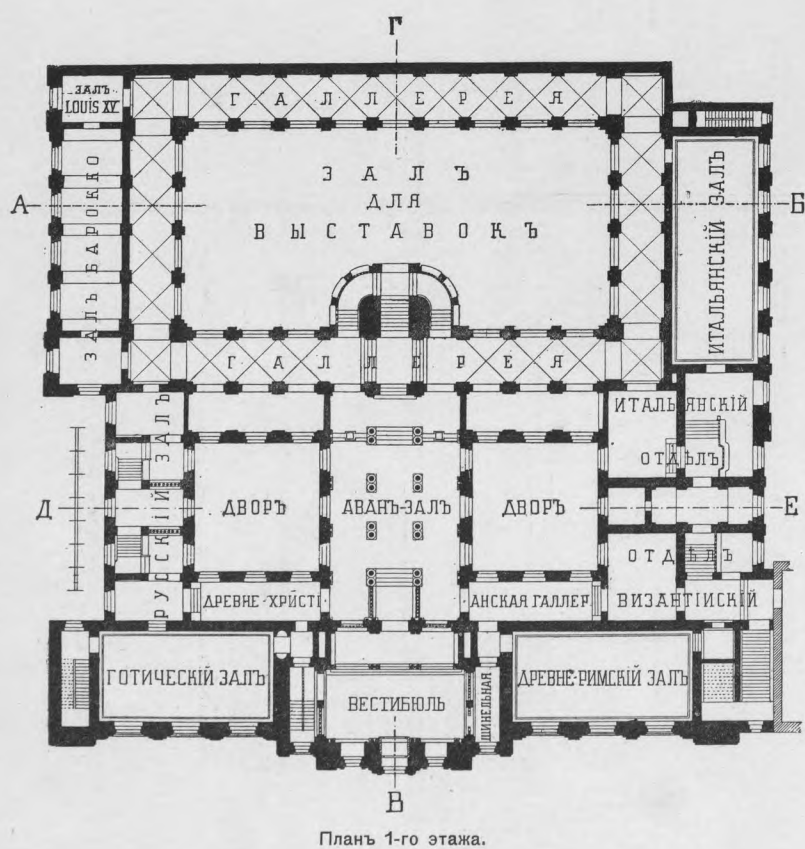 Г
ЗАЛЪ
LOUIS XV
ГАЛЛЕРЕЯ
ЗАЛЪ
ДЛЯ
ВЫСТАВОКЪ
А
Б
ЗАЛЪ БАРОККО
ИТАЛЬЯНСКІЙ ЗАЛЪ
ГАЛЛЕРЕЯ
РУССКІЙ ЗАЛЪ
ИТАЛЬЯНСКІЙ
ОТДѢЛЪ
Д
ДВОРЪ
АВАНЪ-ЗАЛЪ
ДВОРЪ
Е
ОТДѢЛЪ
ВИЗАНТІЙСКІЙ
ДРЕВНЕ-ХРИСТІ
АНСКАЯ ГАЛЛЕР
ГОТИЧЕСКІЙ ЗАЛЪ
ВЕСТИБЮЛЬ
ШИНЕЛЬНАЯ
ДРЕВНЕ-РИМСКІЙ ЗАЛЪ
В
Планъ 1-го этажа.